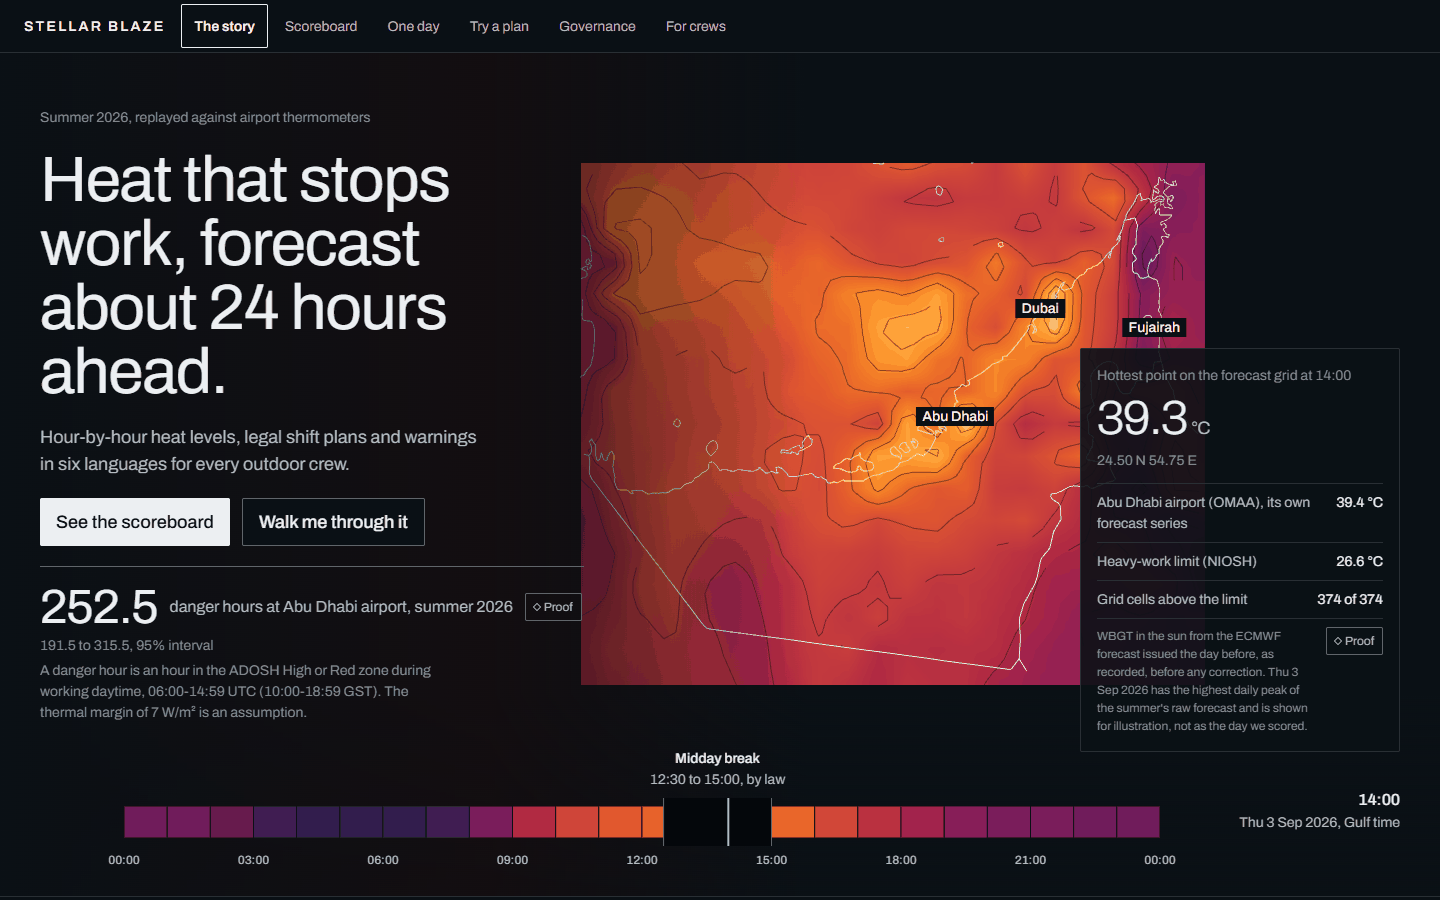 STELLAR BLAZE The story Scoreboard One day Try a plan Governance For crews
Summer 2026, replayed against airport thermometers
Heat that stops
work, forecast
about 24 hours
ahead.
Hour-by-hour heat levels, legal shift plans and warnings
in six languages for every outdoor crew.
See the scoreboard Walk me through it
252.5 danger hours at Abu Dhabi airport, summer 2026 ◇ Proof
191.5 to 315.5, 95% interval
A danger hour is an hour in the ADOSH High or Red zone during
working daytime, 06:00-14:59 UTC (10:00-18:59 GST). The
thermal margin of 7 W/m² is an assumption.
Dubai
Fujairah
Abu Dhabi
Hottest point on the forecast grid at 14:00
39.3 °C
24.50 N 54.75 E
Abu Dhabi airport (OMAA), its own 39.4 °C
forecast series
Heavy-work limit (NIOSH) 26.6 °C
Grid cells above the limit 374 of 374
WBGT in the sun from the ECMWF ◇ Proof
forecast issued the day before, as
recorded, before any correction. Thu 3
Sep 2026 has the highest daily peak of
the summer's raw forecast and is shown
for illustration, not as the day we scored.
Midday break
12:30 to 15:00, by law
14:00
Thu 3 Sep 2026, Gulf time
00:00 03:00 06:00 09:00 12:00 15:00 18:00 21:00 00:00